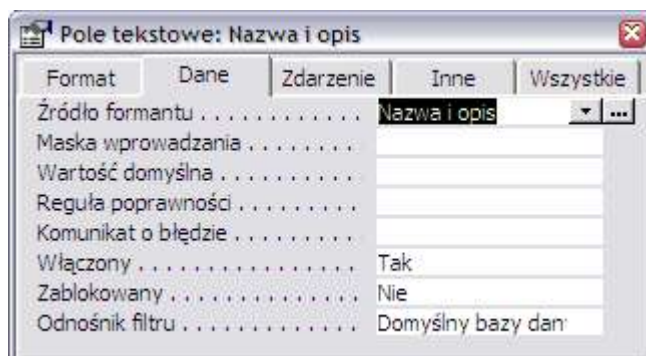 Pole tekstowe: Nazwa i opis
Format Dane Zdarzenie Inne Wszystkie
Źródło formantu . . . . . . . . . . . . Nazwa i opis ...
Maska wprowadzania . . . . . . . .
Wartość domyślna . . . . . . . . .
Reguła poprawności . . . . . . . . .
Komunikat o błędzie . . . . . . . . .
Włączony . . . . . . . . . . . . . . . . Tak
Zablokowany . . . . . . . . . . . . . . Nie
Odnośnik filtru . . . . . . . . . . . . . Domyślny bazy dan